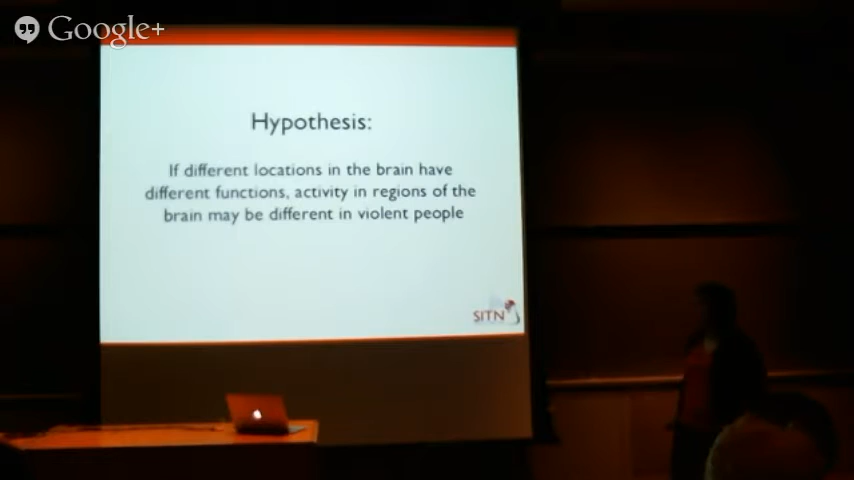 Google+
Hypothesis:
If different locations in the brain have
different functions, activity in regions of the
brain may be different in violent people
SITN